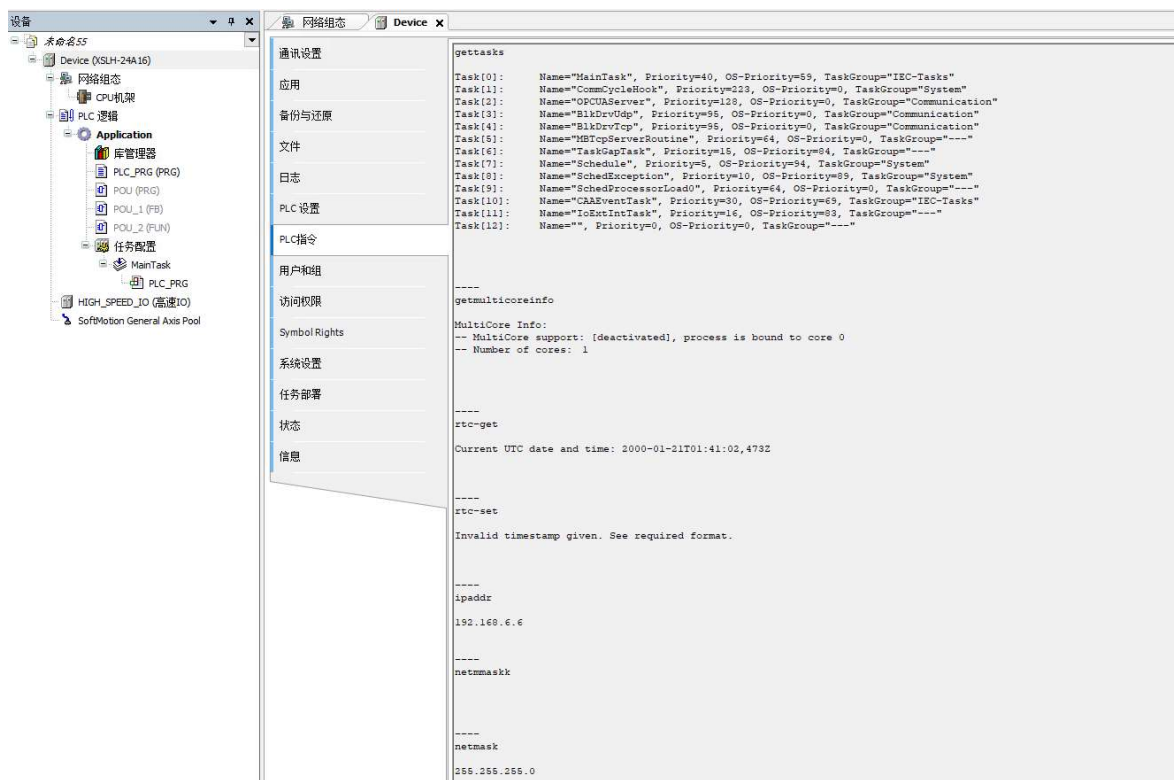 设备
未命名55
Device (XSLH-24A16)
网络组态
CPU机架
PLC 逻辑
Application
库管理器
PLC_PRG (PRG)
POU (PRG)
POU_1 (FB)
POU_2 (FUN)
任务配置
MainTask
PLC_PRG
HIGH_SPEED_IO (高速IO)
SoftMotion General Axis Pool
网络组态
Device
通讯设置
应用
备份与还原
文件
日志
PLC 设置
PLC指令
用户和组
访问权限
Symbol Rights
系统设置
任务部署
状态
信息
gettasks
Task[0]: Name="MainTask", Priority=40, OS-Priority=59, TaskGroup="IEC-Tasks"
Task[1]: Name="CommCycleHook", Priority=223, OS-Priority=0, TaskGroup="System"
Task[2]: Name="OPCUAServer", Priority=128, OS-Priority=0, TaskGroup="Communication"
Task[3]: Name="BlkDrvUdp", Priority=95, OS-Priority=0, TaskGroup="Communication"
Task[4]: Name="BlkDrvTcp", Priority=95, OS-Priority=0, TaskGroup="Communication"
Task[5]: Name="MBTcpServerRoutine", Priority=64, OS-Priority=0, TaskGroup="---"
Task[6]: Name="TaskGapTask", Priority=15, OS-Priority=84, TaskGroup="---"
Task[7]: Name="Schedule", Priority=5, OS-Priority=94, TaskGroup="System"
Task[8]: Name="SchedException", Priority=10, OS-Priority=89, TaskGroup="System"
Task[9]: Name="SchedProcessorLoad0", Priority=64, OS-Priority=0, TaskGroup="---"
Task[10]: Name="CAAEventTask", Priority=30, OS-Priority=69, TaskGroup="IEC-Tasks"
Task[11]: Name="IoExtIntTask", Priority=16, OS-Priority=83, TaskGroup="---"
Task[12]: Name="", Priority=0, OS-Priority=0, TaskGroup="---"
----
getmulticoreinfo
MultiCore Info:
-- MultiCore support: [deactivated], process is bound to core 0
-- Number of cores: 1
----
rtc-get
Current UTC date and time: 2000-01-21T01:41:02,473Z
----
rtc-set
Invalid timestamp given. See required format.
----
ipaddr
192.168.6.6
----
netmmaskk
----
netmask
255.255.255.0